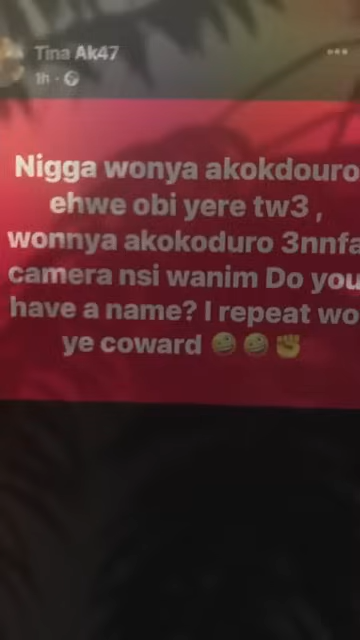 Tina Ak47
1h
Nigga wonya akokdouro
ehwe obi yere tw3 ,
wonnya akokoduro 3nnfa
camera nsi wanim Do you
have a name? I repeat wo
ye coward 🤪🤪✊